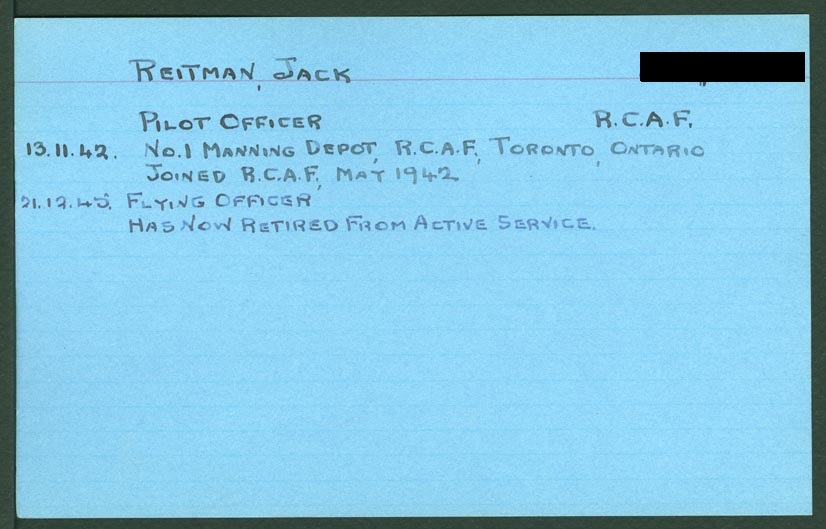 REITMAN, JACK
PILOT OFFICER R.C.A.F.
13.11.42. NO.1 MANNING DEPOT, R.C.A.F., TORONTO, ONTARIO
JOINED R.C.A.F., MAY 1942
21.12.45. FLYING OFFICER
HAS NOW RETIRED FROM ACTIVE SERVICE.